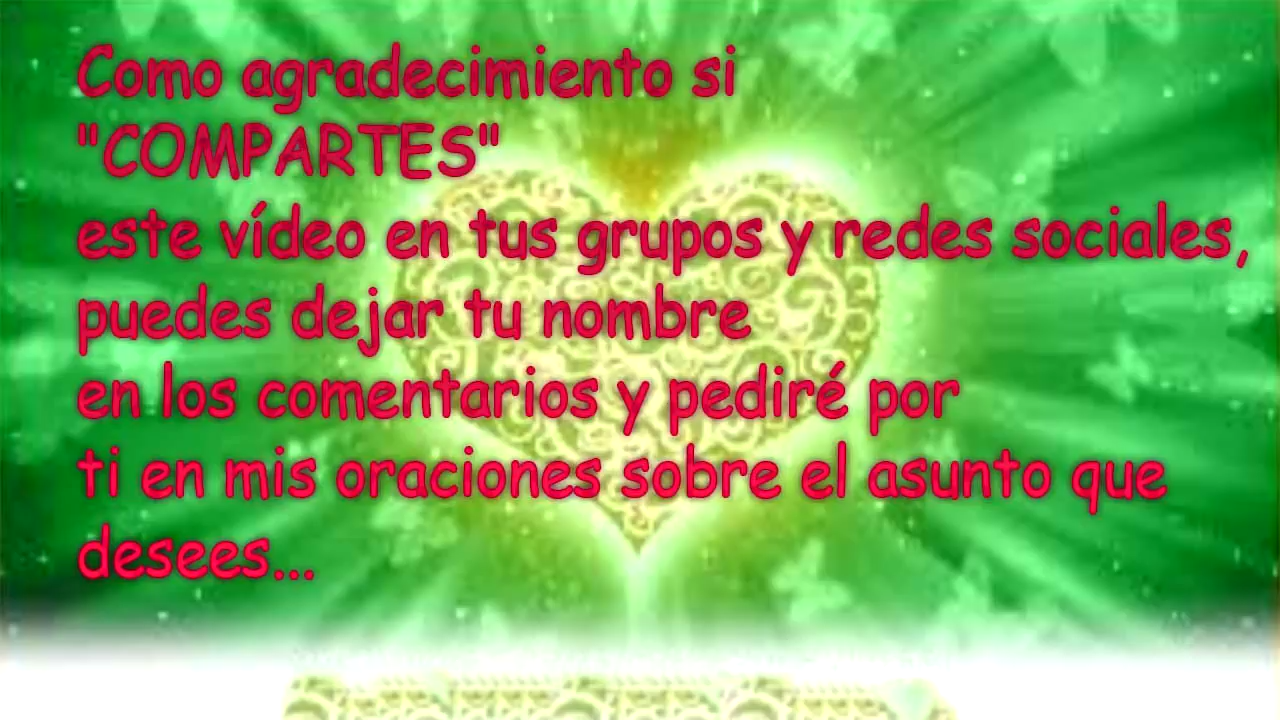 Como agradecimiento si
"COMPARTES"
este vídeo en tus grupos y redes sociales,
puedes dejar tu nombre
en los comentarios y pediré por
ti en mis oraciones sobre el asunto que
desees...